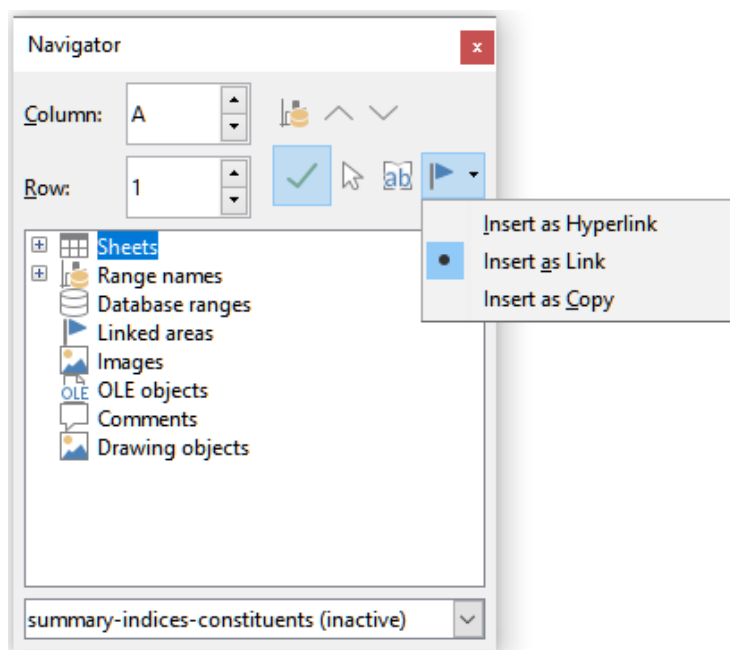 Navigator
x
Column:
A
Row:
1
ab
Insert as Hyperlink
Insert as Link
Insert as Copy
Sheets
Range names
Database ranges
Linked areas
Images
OLE OLE objects
Comments
Drawing objects
summary-indices-constituents (inactive)